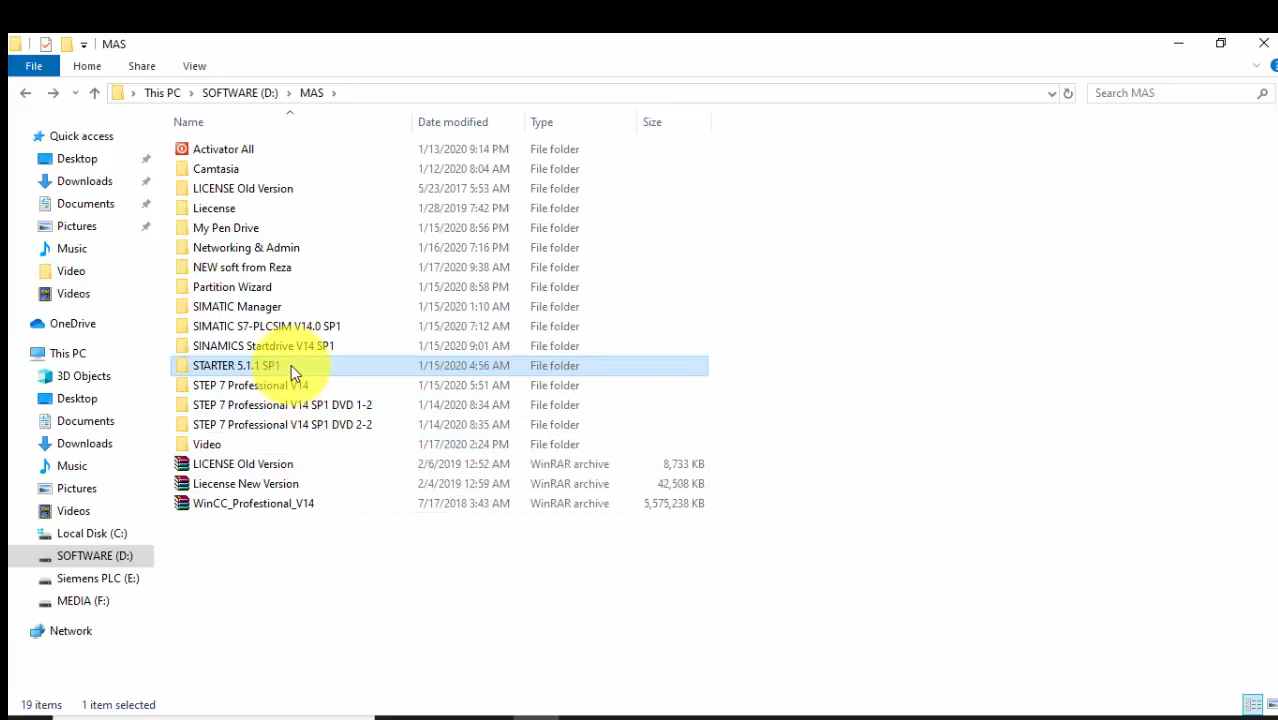 MAS
File Home Share View
This PC SOFTWARE (D:) MAS Search MAS
Name Date modified Type Size
Quick access
Desktop
Downloads
Documents
Pictures
Music
Video
Videos
OneDrive
This PC
3D Objects
Desktop
Documents
Downloads
Music
Pictures
Videos
Local Disk (C:)
SOFTWARE (D:)
Siemens PLC (E:)
MEDIA (F:)
Network
Activator All 1/13/2020 9:14 PM File folder
Camtasia 1/12/2020 8:04 AM File folder
LICENSE Old Version 5/23/2017 5:53 AM File folder
Liecense 1/28/2019 7:42 PM File folder
My Pen Drive 1/15/2020 8:56 PM File folder
Networking & Admin 1/16/2020 7:16 PM File folder
NEW soft from Reza 1/17/2020 9:38 AM File folder
Partition Wizard 1/15/2020 8:58 PM File folder
SIMATIC Manager 1/15/2020 1:10 AM File folder
SIMATIC S7-PLCSIM V14.0 SP1 1/15/2020 7:12 AM File folder
SINAMICS Startdrive V14 SP1 1/15/2020 9:01 AM File folder
STARTER 5.1.1 SP1 1/15/2020 4:56 AM File folder
STEP 7 Professional V14 1/15/2020 5:51 AM File folder
STEP 7 Professional V14 SP1 DVD 1-2 1/14/2020 8:34 AM File folder
STEP 7 Professional V14 SP1 DVD 2-2 1/14/2020 8:35 AM File folder
Video 1/17/2020 2:24 PM File folder
LICENSE Old Version 2/6/2019 12:52 AM WinRAR archive 8,733 KB
Liecense New Version 2/4/2019 12:59 AM WinRAR archive 42,508 KB
WinCC_Profestional_V14 7/17/2018 3:43 AM WinRAR archive 5,575,238 KB
19 items 1 item selected